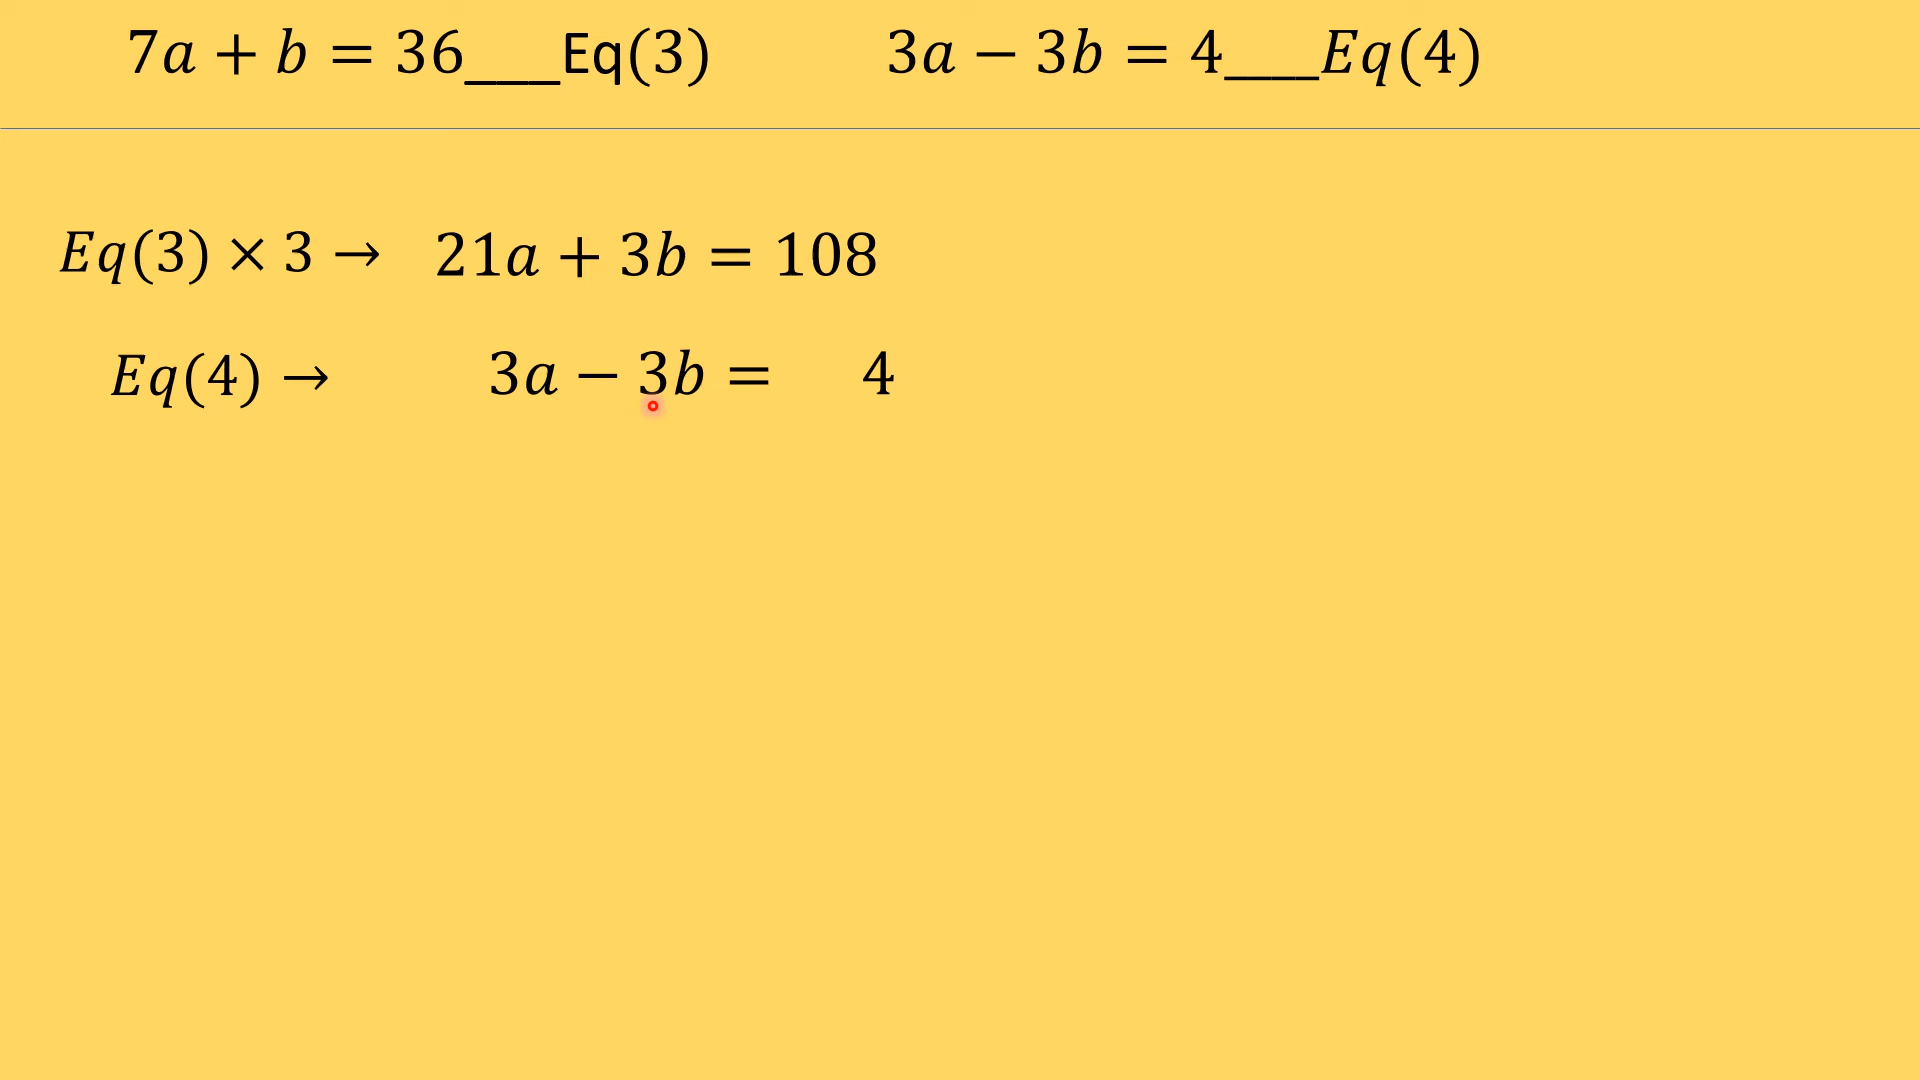 7a + b = 36___Eq(3) 3a − 3b = 4___Eq(4)
Eq(3) × 3 → 21a + 3b = 108
Eq(4) → 3a − 3b = 4